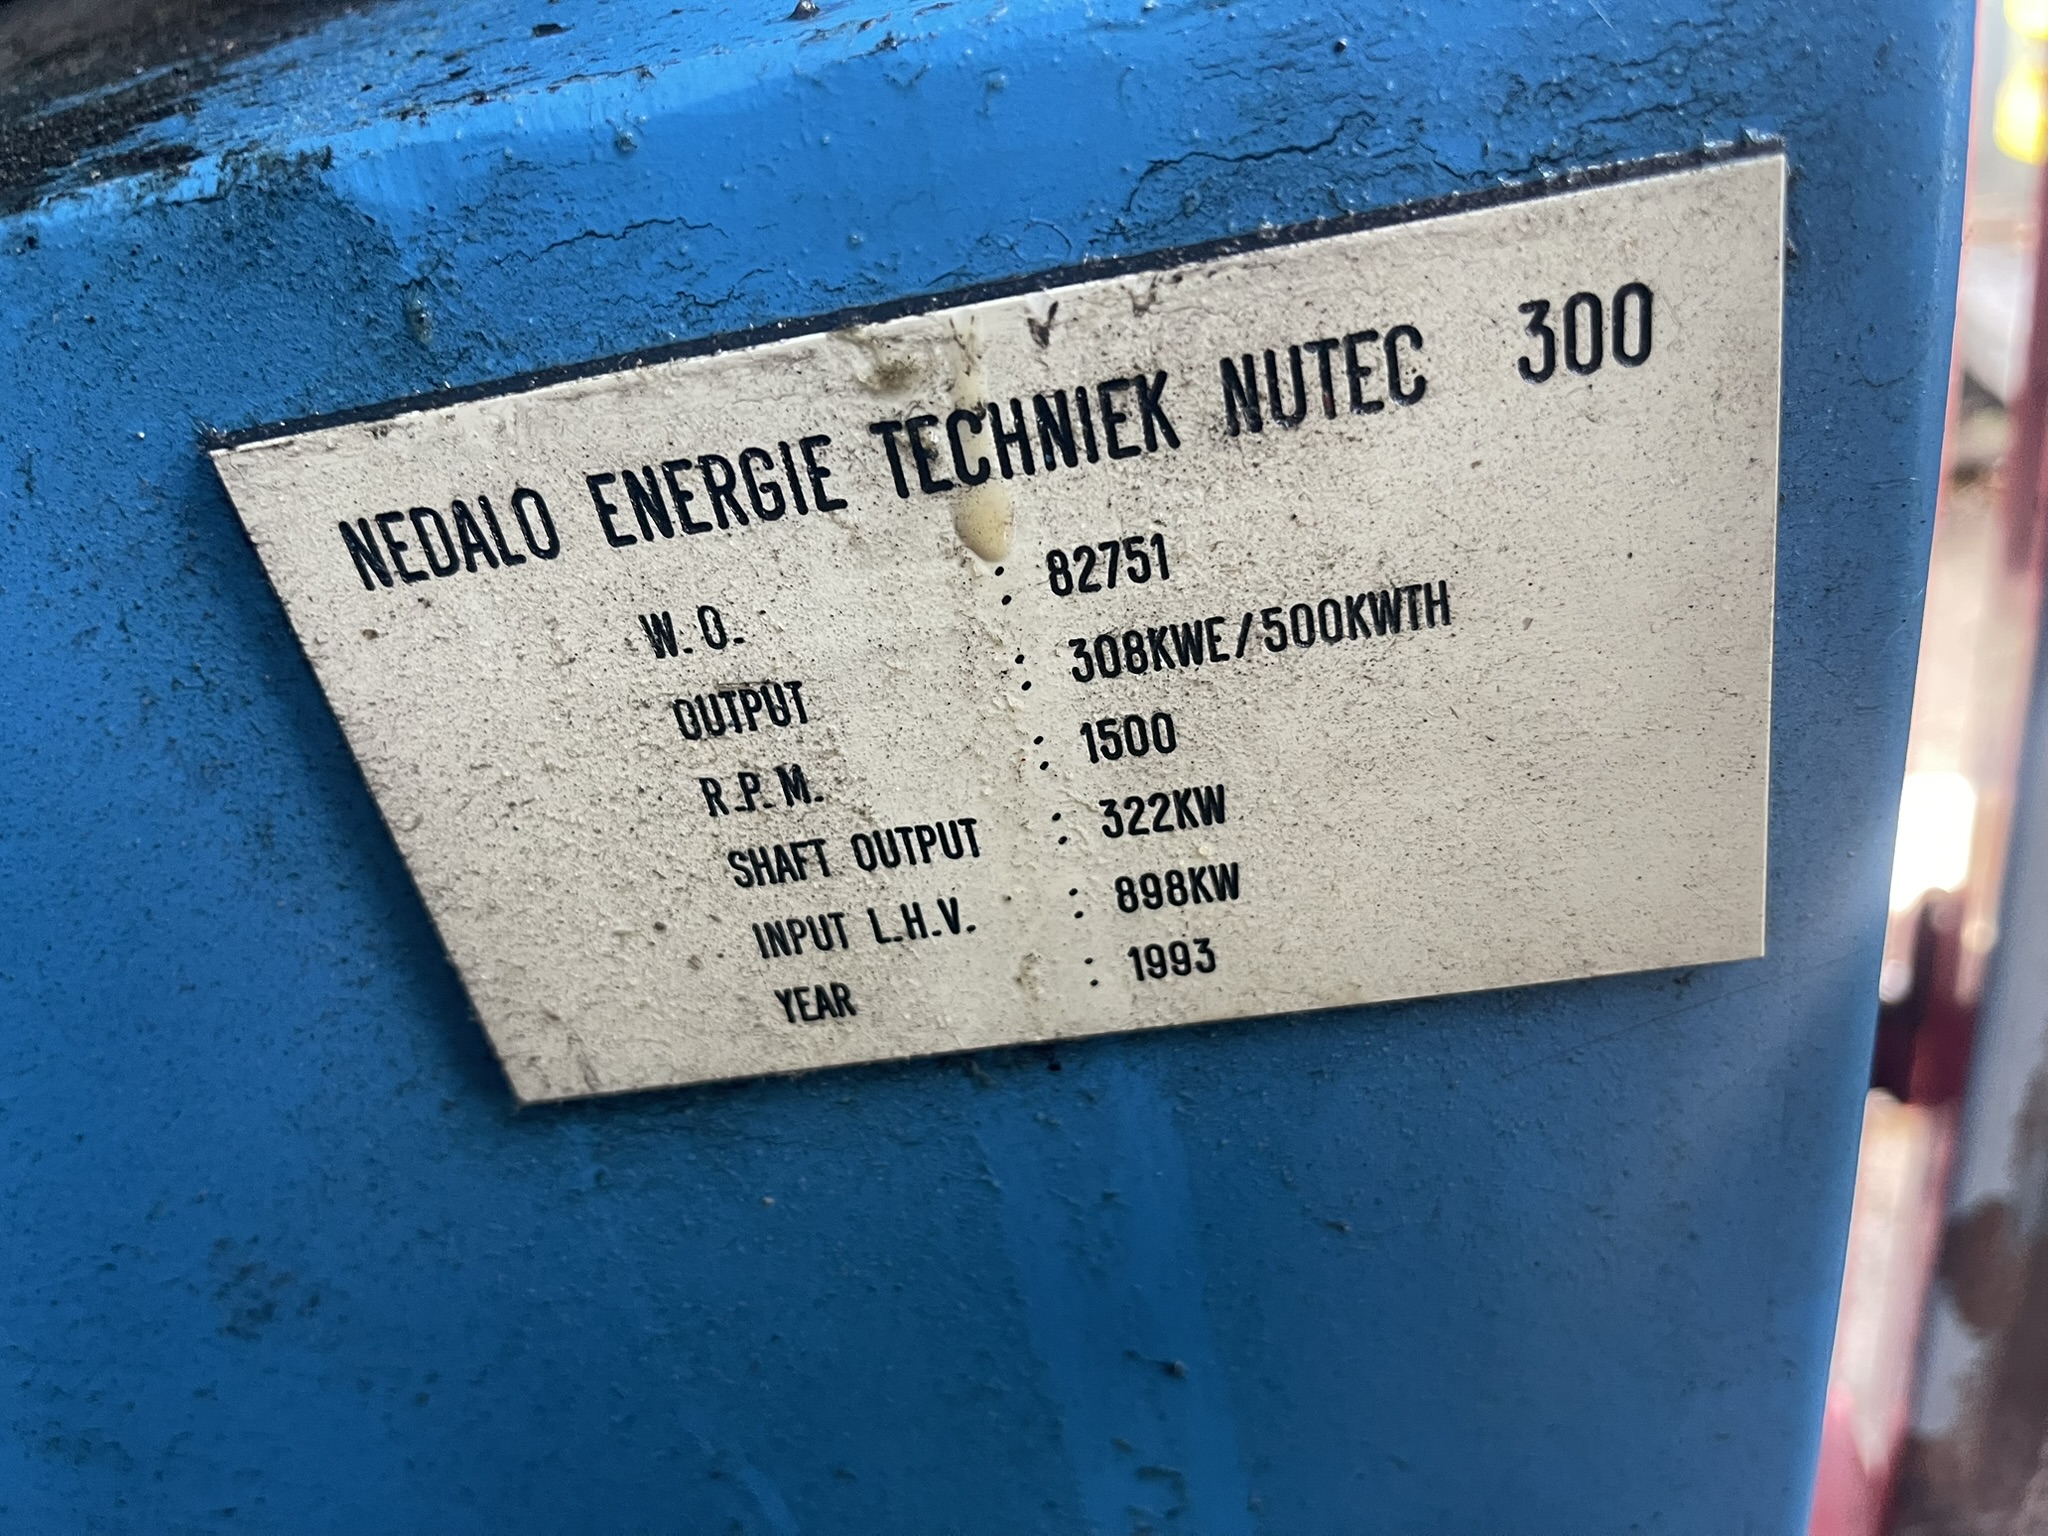 NEDALO ENERGIE TECHNIEK NUTEC 300
W.O. : 82751
OUTPUT : 308KWE/500KWTH
R.P.M. : 1500
SHAFT OUTPUT : 322KW
INPUT L.H.V. : 898KW
YEAR : 1993